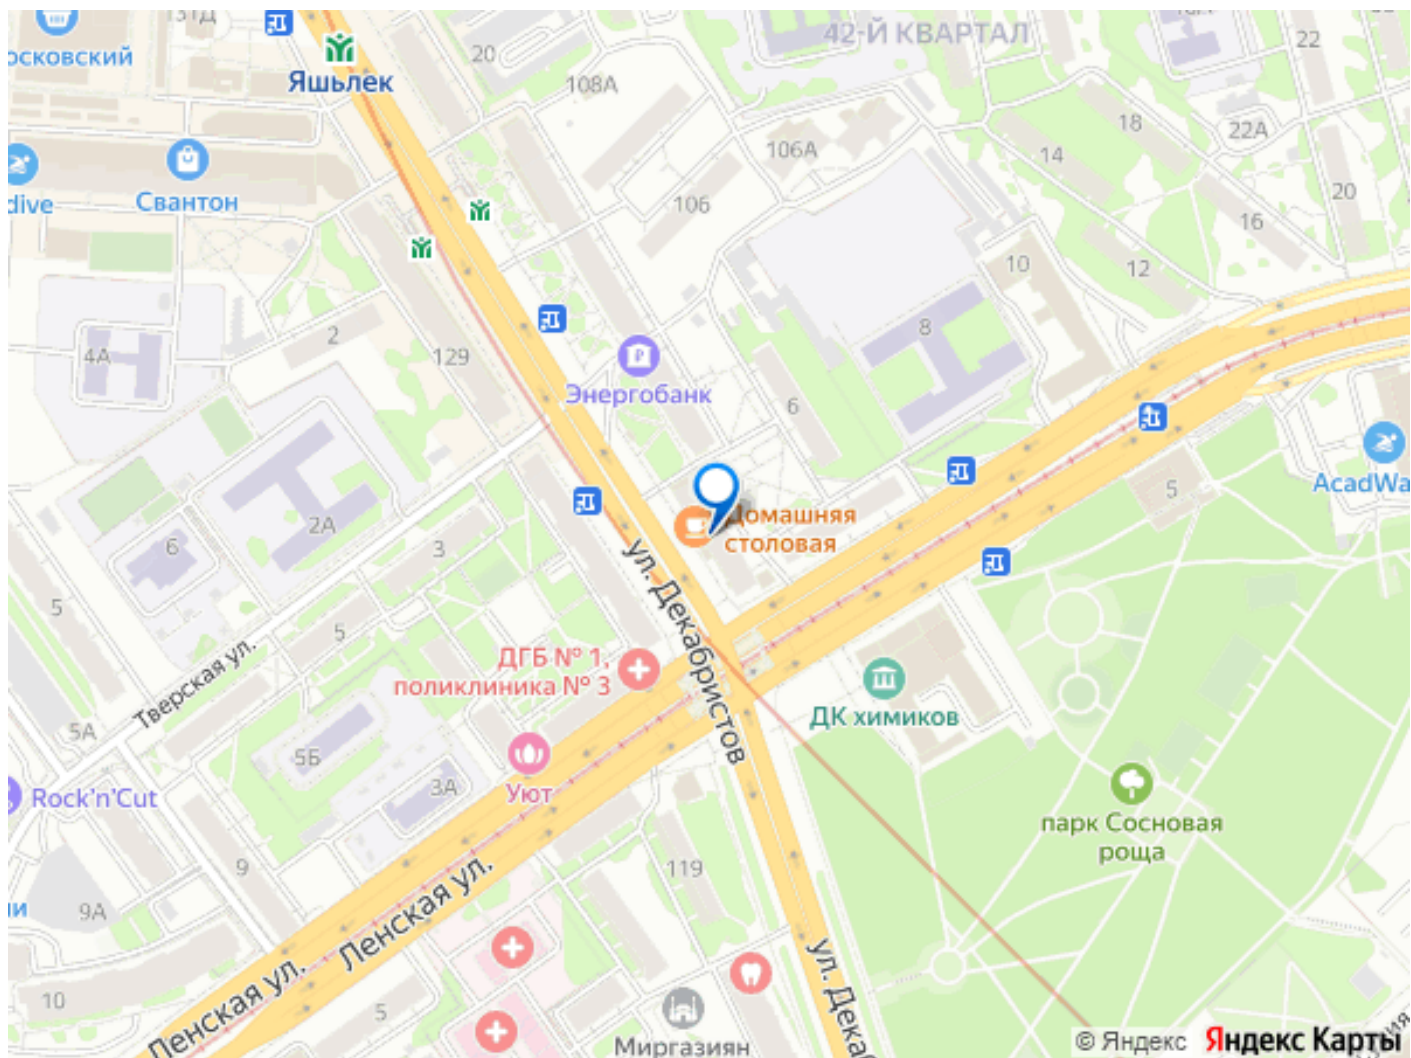 131Д
20
42-Й КВАРТАЛ
22
осковский
Яшьлек
108А
18
22А
106А
14
20
dive
Свантон
106
16
10
12
2
8
4А
129
Энергобанк
6
AcadWa
5
2А
Домашняя
столовая
6
3
5
5
ул. Декабристов
ДГБ № 1,
поликлиника № 3
Тверская ул.
ДК химиков
5А
5Б
3А
Уют
Rock'n'Cut
парк Сосновая
роща
9
119
9А
ии
Ленская ул.
Ленская ул.
ул. Дека
10
5
Миргазиян
© Яндекс Яндекс Карты